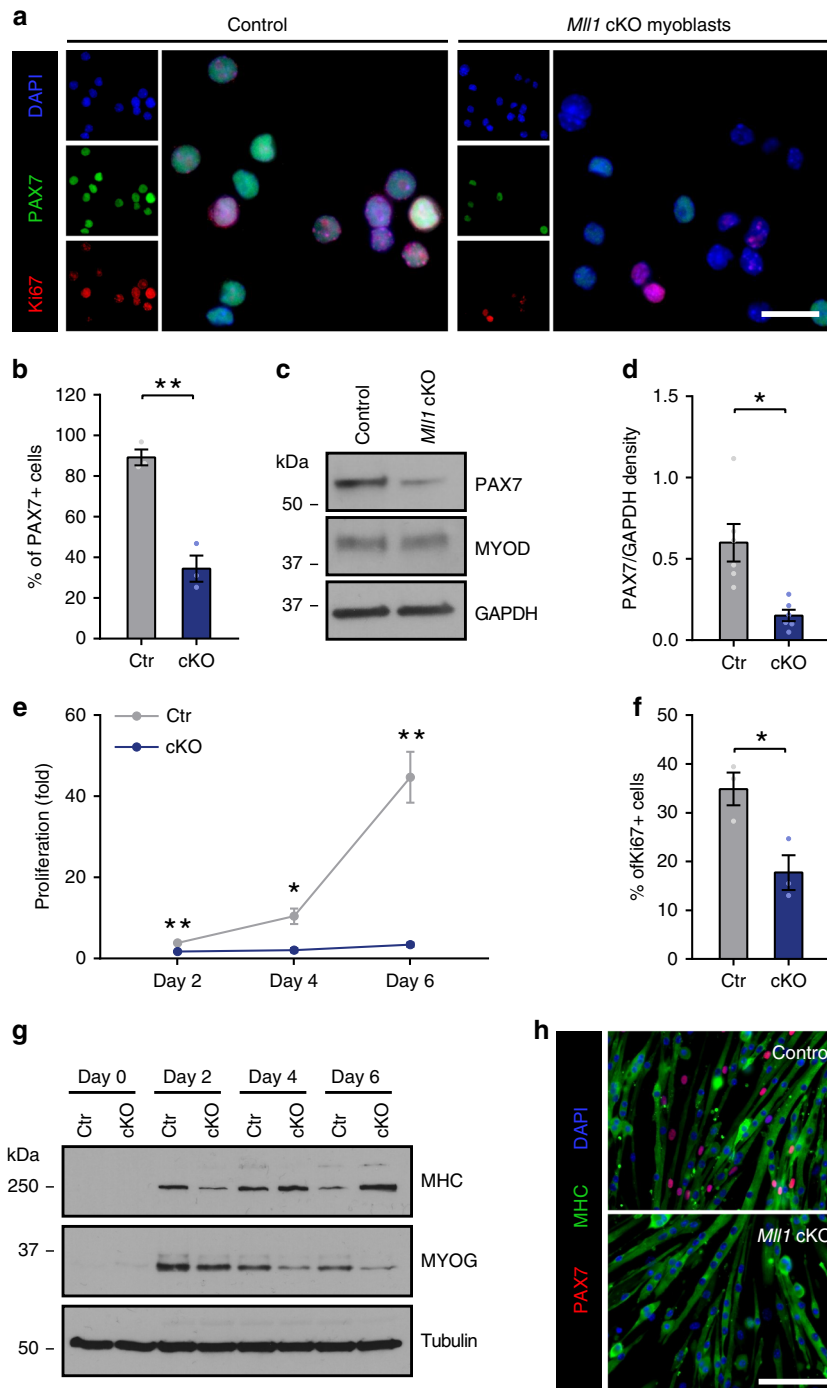 a
Control
Mll1 cKO myoblasts
DAPI
PAX7
Ki67
b
**
% of PAX7+ cells
120
100
80
60
40
20
0
Ctr
cKO
c
Control
Mll1 cKO
kDa
50
37
37
PAX7
MYOD
GAPDH
d
*
PAX7/GAPDH density
1.5
1.0
0.5
0.0
Ctr
cKO
e
Ctr
cKO
Proliferation (fold)
60
40
20
0
**
*
**
Day 2
Day 4
Day 6
f
*
% ofKi67+ cells
50
40
30
20
10
0
Ctr
cKO
g
Day 0
Day 2
Day 4
Day 6
Ctr
cKO
Ctr
cKO
Ctr
cKO
Ctr
cKO
kDa
250
37
50
MHC
MYOG
Tubulin
h
DAPI
MHC
PAX7
Control
Mll1 cKO